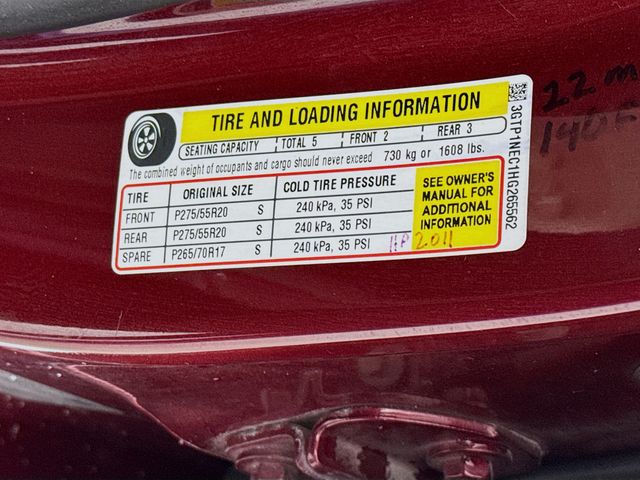 TIRE AND LOADING INFORMATION
SEATING CAPACITY TOTAL 5 FRONT 2 REAR 3
The combined weight of occupants and cargo should never exceed 730 kg or 1608 lbs.
TIRE ORIGINAL SIZE COLD TIRE PRESSURE
FRONT P275/55R20 S 240 kPa, 35 PSI
REAR P275/55R20 S 240 kPa, 35 PSI
SPARE P265/70R17 S 240 kPa, 35 PSI
SEE OWNER'S
MANUAL FOR
ADDITIONAL
INFORMATION
HP 2011
3GTP1NEC1HG265562
22 m